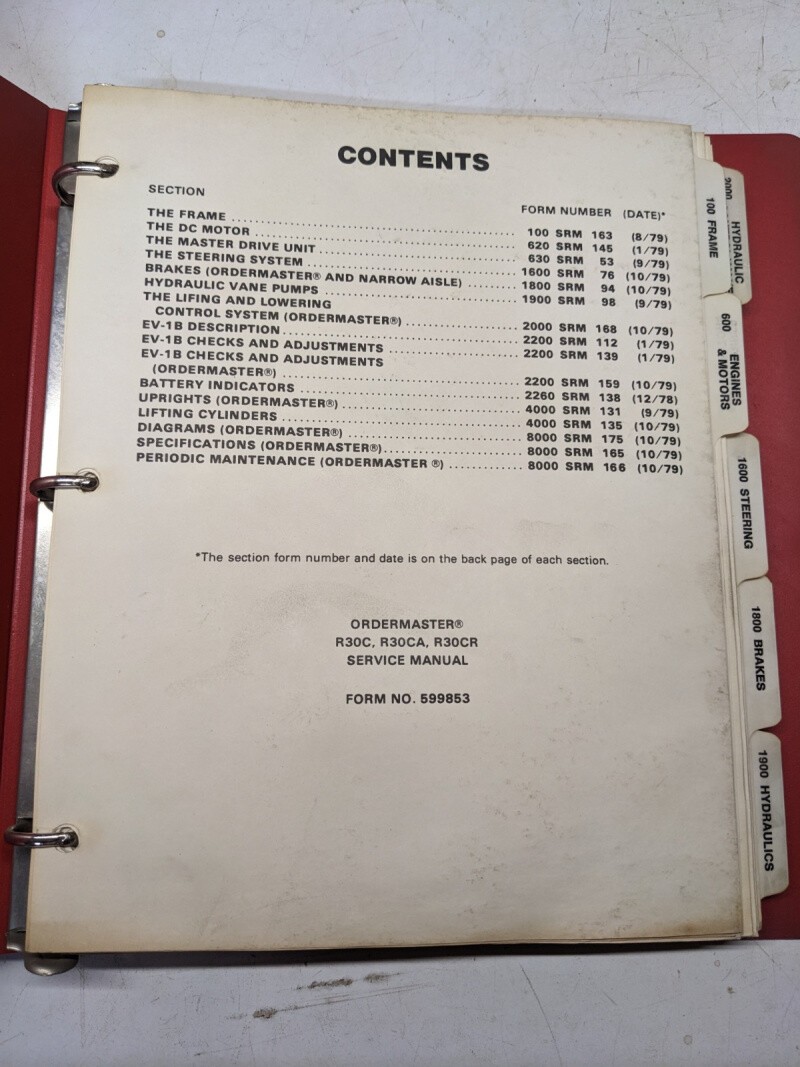 CONTENTS
SECTION FORM NUMBER (DATE)*
THE FRAME ........ 100 SRM 163 (8/79)
THE DC MOTOR ........ 620 SRM 145 (1/79)
THE MASTER DRIVE UNIT ........ 630 SRM 53 (9/79)
THE STEERING SYSTEM ........ 1600 SRM 76 (10/79)
BRAKES (ORDERMASTER® AND NARROW AISLE) ........ 1800 SRM 94 (10/79)
HYDRAULIC VANE PUMPS ........ 1900 SRM 98 (9/79)
THE LIFING AND LOWERING
CONTROL SYSTEM (ORDERMASTER®) ........ 2000 SRM 168 (10/79)
EV-1B DESCRIPTION ........ 2200 SRM 112 (1/79)
EV-1B CHECKS AND ADJUSTMENTS ........ 2200 SRM 139 (1/79)
EV-1B CHECKS AND ADJUSTMENTS
(ORDERMASTER®) ........ 2200 SRM 159 (10/79)
BATTERY INDICATORS ........ 2260 SRM 138 (12/78)
UPRIGHTS (ORDERMASTER®) ........ 4000 SRM 131 (9/79)
LIFTING CYLINDERS ........ 4000 SRM 135 (10/79)
DIAGRAMS (ORDERMASTER®) ........ 8000 SRM 175 (10/79)
SPECIFICATIONS (ORDERMASTER®) ........ 8000 SRM 165 (10/79)
PERIODIC MAINTENANCE (ORDERMASTER ®) ........ 8000 SRM 166 (10/79)
*The section form number and date is on the back page of each section.
ORDERMASTER®
R30C, R30CA, R30CR
SERVICE MANUAL
FORM NO. 599853
2000 HYDRAULIC
100 FRAME
600 ENGINES
& MOTORS
1600 STEERING
1800 BRAKES
1900 HYDRAULICS